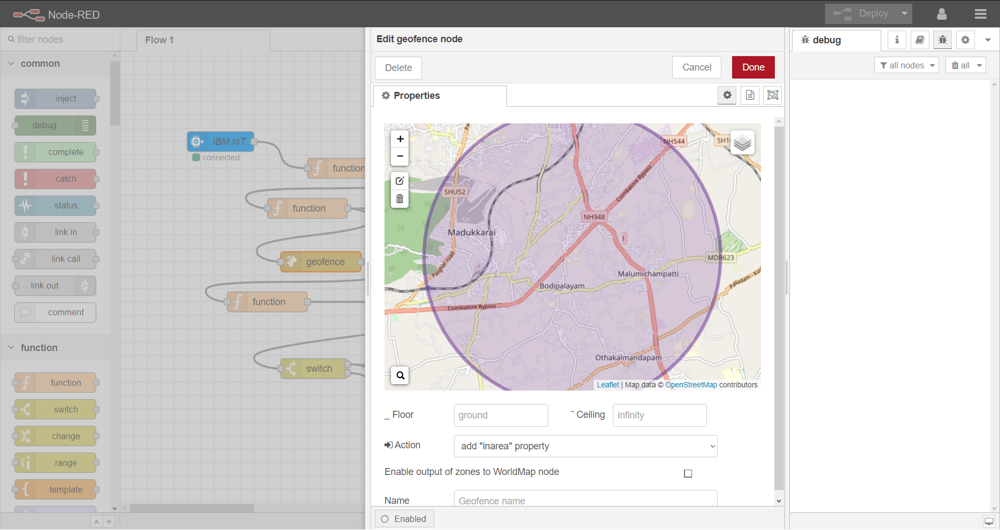 Node-RED
Deploy
filter nodes
common
inject
debug
complete
catch
status
link in
link call
link out
comment
function
function
switch
change
range
template
Flow 1
IBM IoT
connected
function
function
geofence
function
switch
Edit geofence node
Delete
Cancel
Done
Properties
+
−
NH544
SHU52
Coimbatore Bypass
NH948
Madukkarai
MDR623
Palghat road
Malumichampatti
Bodipalayam
Coimbatore Bypass
Othakalmandapam
Leaflet | Map data © OpenStreetMap contributors
_ Floor
ground
¯ Ceiling
infinity
Action
add "inarea" property
Enable output of zones to WorldMap node
Name
Geofence name
Enabled
debug
i
all nodes
all